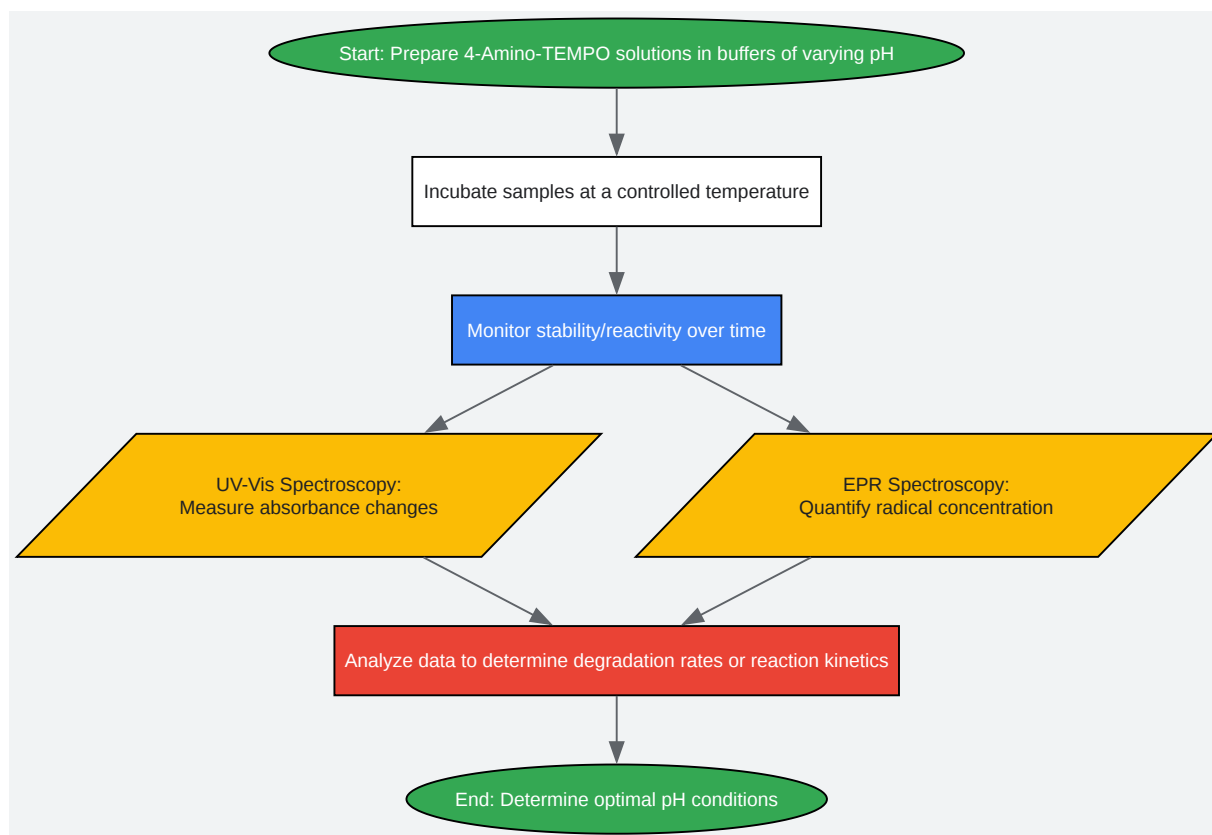 Start: Prepare 4-Amino-TEMPO solutions in buffers of varying pH
Incubate samples at a controlled temperature
Monitor stability/reactivity over time
UV-Vis Spectroscopy:
Measure absorbance changes
EPR Spectroscopy:
Quantify radical concentration
Analyze data to determine degradation rates or reaction kinetics
End: Determine optimal pH conditions